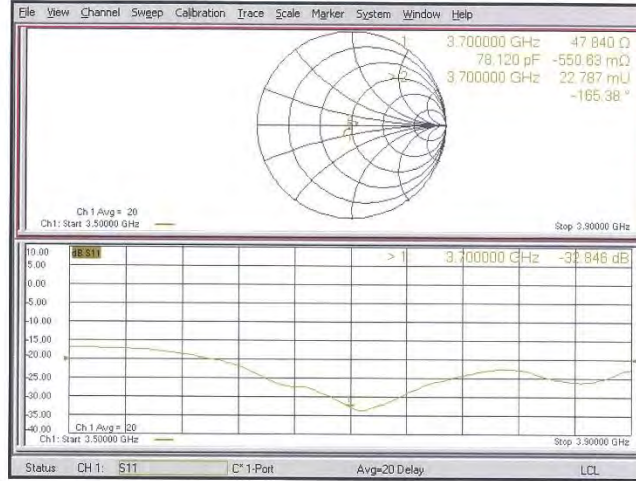 File View Channel Sweep Calibration Trace Scale Marker System Window Help
1 3.700000 GHz 47.840 Ω
78.120 pF -550.63 mΩ
> 2 3.700000 GHz 22.787 mU
-165.38 °
Ch 1 Avg = 20
Ch1: Start 3.50000 GHz
Stop 3.90000 GHz
10.00
dB S11
> 1 3.700000 GHz -32.846 dB
5.00
0.00
-5.00
-10.00
-15.00
-20.00
-25.00
-30.00
-35.00
-40.00
1
Ch 1 Avg = 20
Ch1: Start 3.50000 GHz
Stop 3.90000 GHz
Status CH 1: S11 C* 1-Port Avg=20 Delay LCL